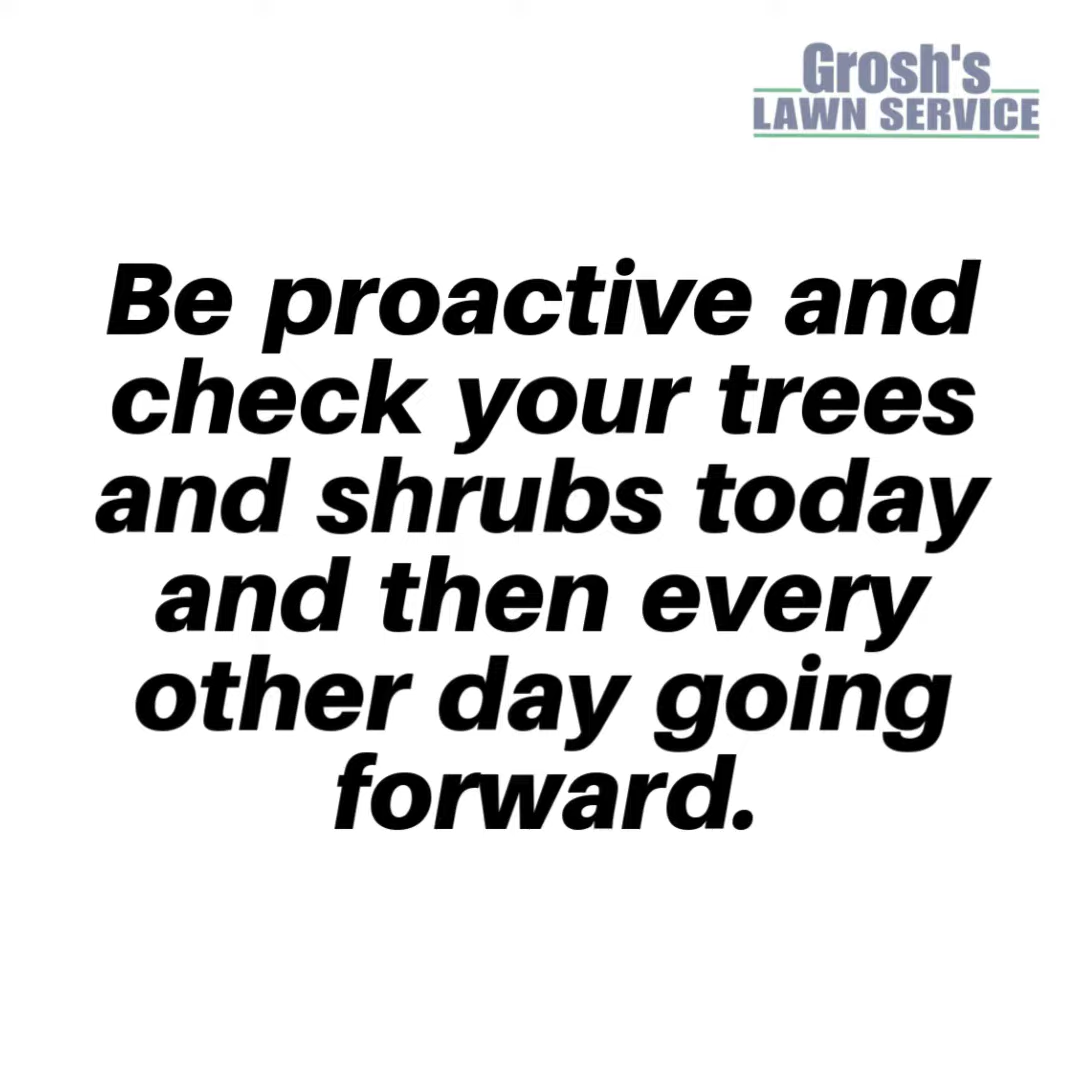 Grosh's
LAWN SERVICE
Be proactive and
check your trees
and shrubs today
and then every
other day going
forward.